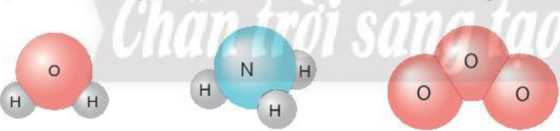 Chân trời sáng tạo
O
H H
N
H H
H
O
O O